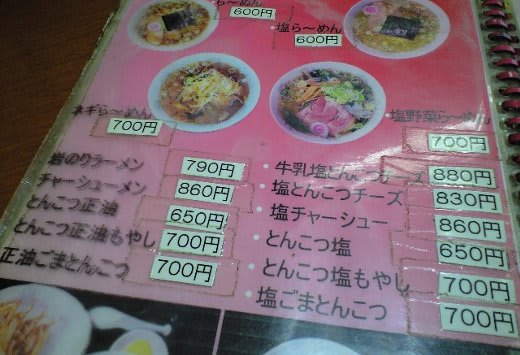 ら〜めん
600円
塩ら〜めん
600円
ネギら〜めん
700円
塩野菜ら〜めん
700円
岩のりラーメン 790円
チャーシューメン 860円
とんこつ正油 650円
とんこつ正油もやし 700円
正油ごまとんこつ 700円
・牛乳塩とんこつチーズ 880円
・塩とんこつチーズ 830円
・塩チャーシュー 860円
・とんこつ塩 650円
・とんこつ塩もやし 700円
・塩ごまとんこつ 700円